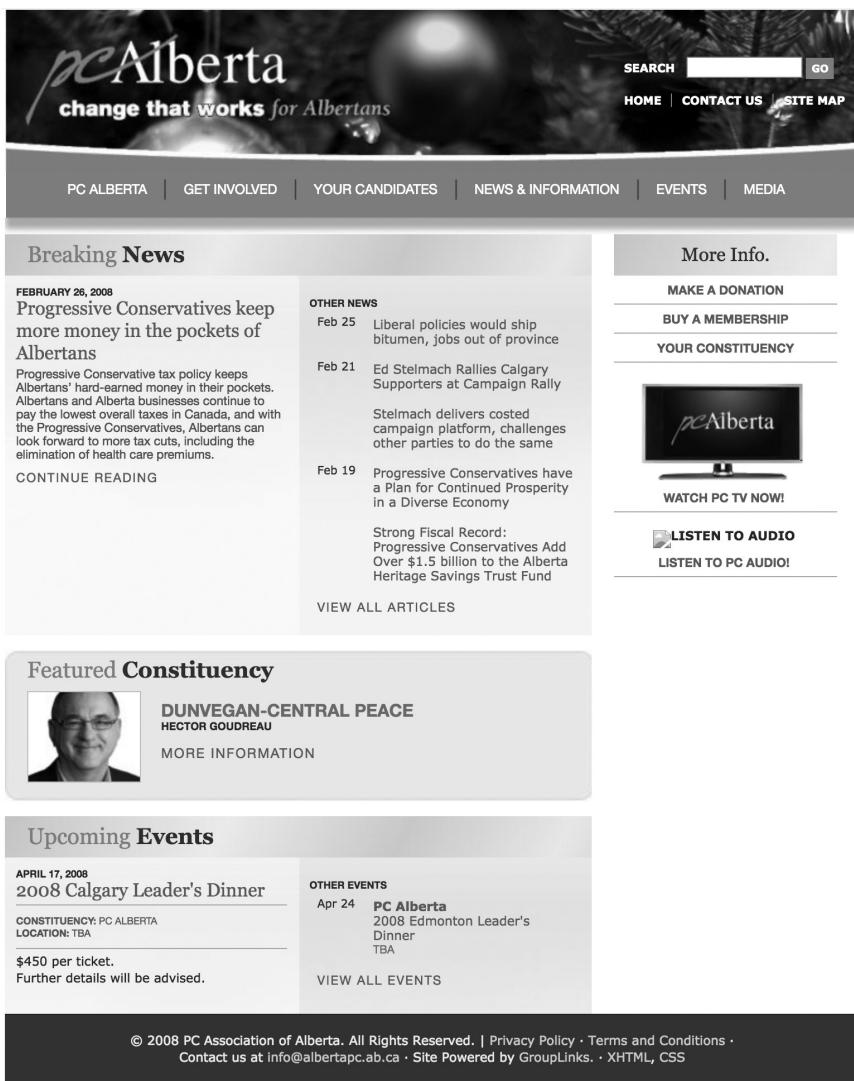 pcAlberta
change that works for Albertans
SEARCH GO
HOME | CONTACT US | SITE MAP
PC ALBERTA | GET INVOLVED | YOUR CANDIDATES | NEWS & INFORMATION | EVENTS | MEDIA
Breaking News
FEBRUARY 26, 2008
Progressive Conservatives keep
more money in the pockets of
Albertans
Progressive Conservative tax policy keeps
Albertans' hard-earned money in their pockets.
Albertans and Alberta businesses continue to
pay the lowest overall taxes in Canada, and with
the Progressive Conservatives, Albertans can
look forward to more tax cuts, including the
elimination of health care premiums.
CONTINUE READING
OTHER NEWS
Feb 25 Liberal policies would ship
bitumen, jobs out of province
Feb 21 Ed Stelmach Rallies Calgary
Supporters at Campaign Rally
Stelmach delivers costed
campaign platform, challenges
other parties to do the same
Feb 19 Progressive Conservatives have
a Plan for Continued Prosperity
in a Diverse Economy
Strong Fiscal Record:
Progressive Conservatives Add
Over $1.5 billion to the Alberta
Heritage Savings Trust Fund
VIEW ALL ARTICLES
More Info.
MAKE A DONATION
BUY A MEMBERSHIP
YOUR CONSTITUENCY
pcAlberta
WATCH PC TV NOW!
LISTEN TO AUDIO
LISTEN TO PC AUDIO!
Featured Constituency
DUNVEGAN-CENTRAL PEACE
HECTOR GOUDREAU
MORE INFORMATION
Upcoming Events
APRIL 17, 2008
2008 Calgary Leader's Dinner
CONSTITUENCY: PC ALBERTA
LOCATION: TBA
$450 per ticket.
Further details will be advised.
OTHER EVENTS
Apr 24 PC Alberta
2008 Edmonton Leader's
Dinner
TBA
VIEW ALL EVENTS
© 2008 PC Association of Alberta. All Rights Reserved. | Privacy Policy · Terms and Conditions ·
Contact us at info@albertapc.ab.ca · Site Powered by GroupLinks. · XHTML, CSS